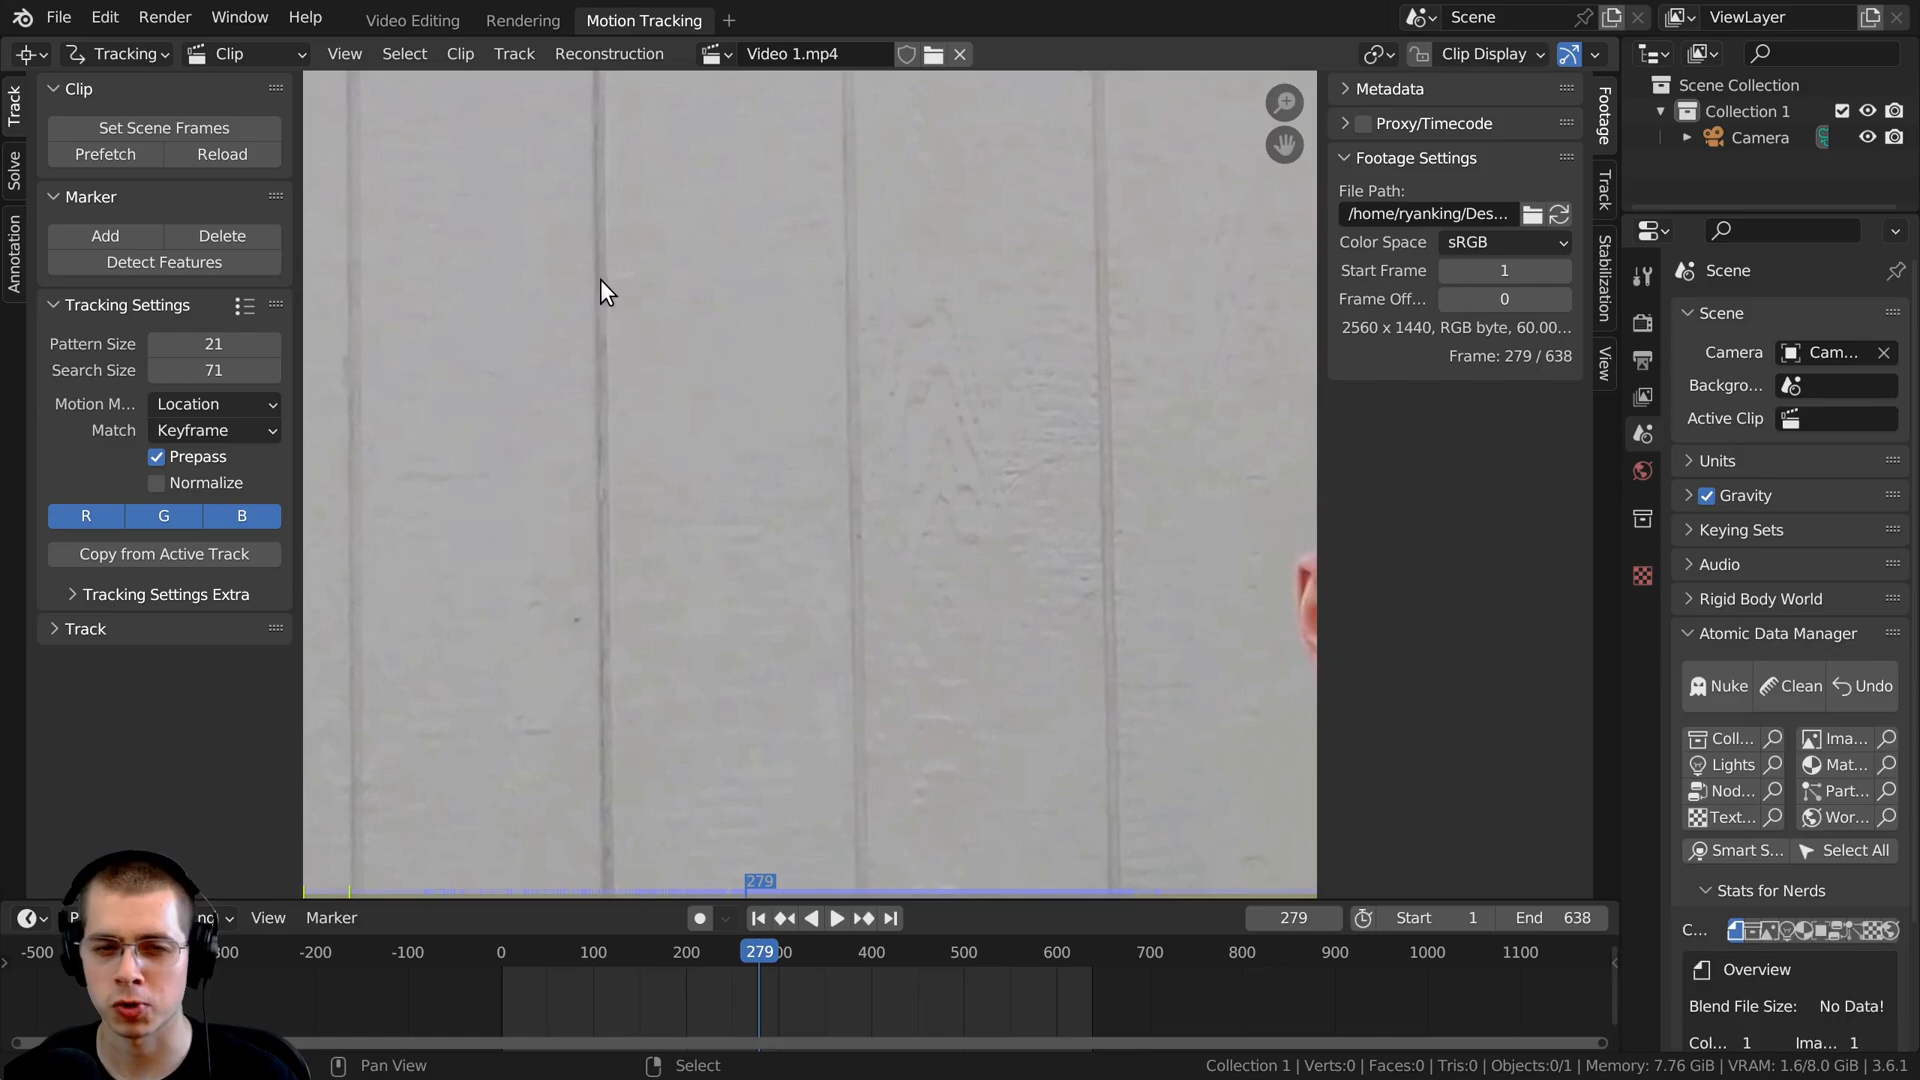 File Edit Render Window Help Video Editing Rendering Motion Tracking Scene ViewLayer
Tracking Clip View Select Clip Track Reconstruction Video 1.mp4 Clip Display
Track
Solve
Annotation
Clip
Set Scene Frames
Prefetch Reload
Marker
Add Delete
Detect Features
Tracking Settings
Pattern Size 21
Search Size 71
Motion M... Location
Match Keyframe
Prepass
Normalize
R G B
Copy from Active Track
Tracking Settings Extra
Track
Metadata
Proxy/Timecode
Footage Settings
File Path:
/home/ryanking/Des...
Color Space sRGB
Start Frame 1
Frame Off... 0
2560 x 1440, RGB byte, 60.00...
Frame: 279 / 638
Footage
Track
Stabilization
View
Scene Collection
Collection 1
Camera
Scene
Scene
Camera Cam...
Backgro...
Active Clip
Units
Gravity
Keying Sets
Audio
Rigid Body World
Atomic Data Manager
Nuke Clean Undo
Coll... Ima...
Lights Mat...
Nod... Part...
Text... Wor...
Smart S... Select All
Stats for Nerds
C...
Overview
Blend File Size: No Data!
Col... 1 Ima... 1
279
View Marker 279 Start 1 End 638
-500 -200 -100 0 100 200 279 400 500 600 700 800 900 1000 1100
Pan View Select Collection 1 | Verts:0 | Faces:0 | Tris:0 | Objects:0/1 | Memory: 7.76 GiB | VRAM: 1.6/8.0 GiB | 3.6.1